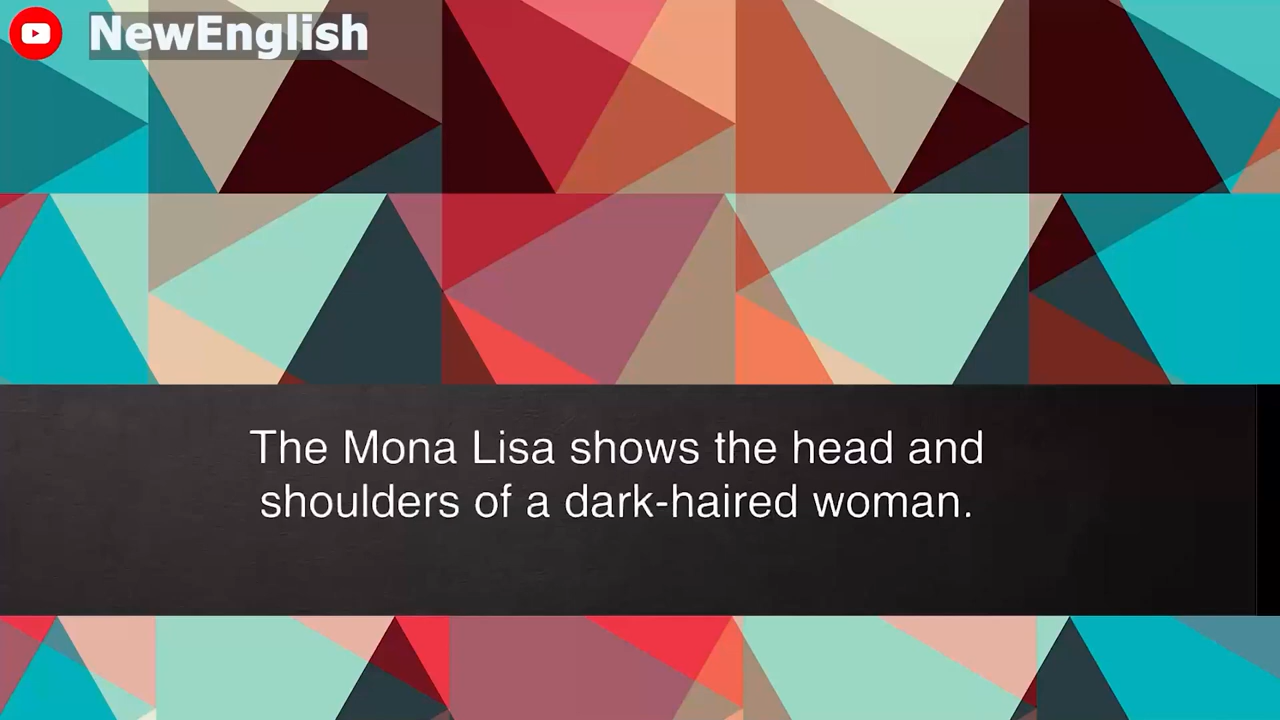 NewEnglish
The Mona Lisa shows the head and
shoulders of a dark-haired woman.